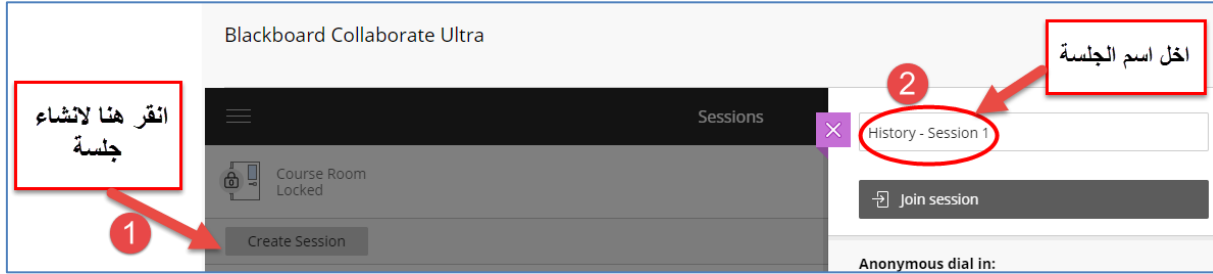 Blackboard Collaborate Ultra
اخل اسم الجلسة
2
انقر هنا لانشاء
جلسة
Sessions
History - Session 1
Course Room
Locked
Join session
1
Create Session
Anonymous dial in: